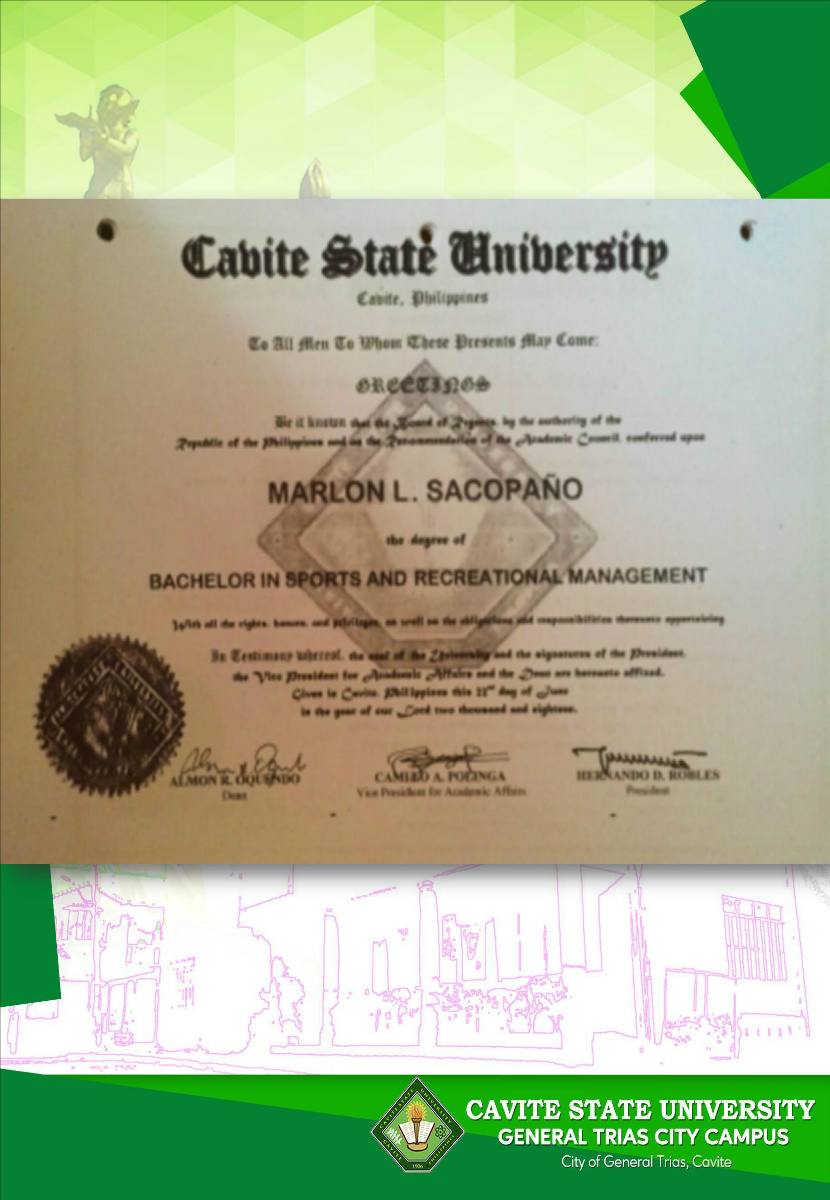 Cavite State University
Cavite, Philippines
To All Men To Whom These Presents May Come:
GREETINGS
Be it known that the Board of Regents, by the authority of the
Republic of the Philippines and on the Recommendation of the Academic Council, conferred upon
MARLON L. SACOPAÑO
the degree of
BACHELOR IN SPORTS AND RECREATIONAL MANAGEMENT
With all the rights, honors, and privileges, as well as the obligations and responsibilities thereunto appertaining
In Testimony whereof, the seal of the University and the signatures of the President,
the Vice President for Academic Affairs and the Dean are hereunto affixed.
Given in Cavite, Philippines this day of June
in the year of our Lord two thousand and eighteen.
ALMON R. OQUENDO
Dean
CAMILO A. POLINGA
Vice President for Academic Affairs
HERNANDO D. ROBLES
President
CAVITE STATE UNIVERSITY
GENERAL TRIAS CITY CAMPUS
City of General Trias, Cavite
1906